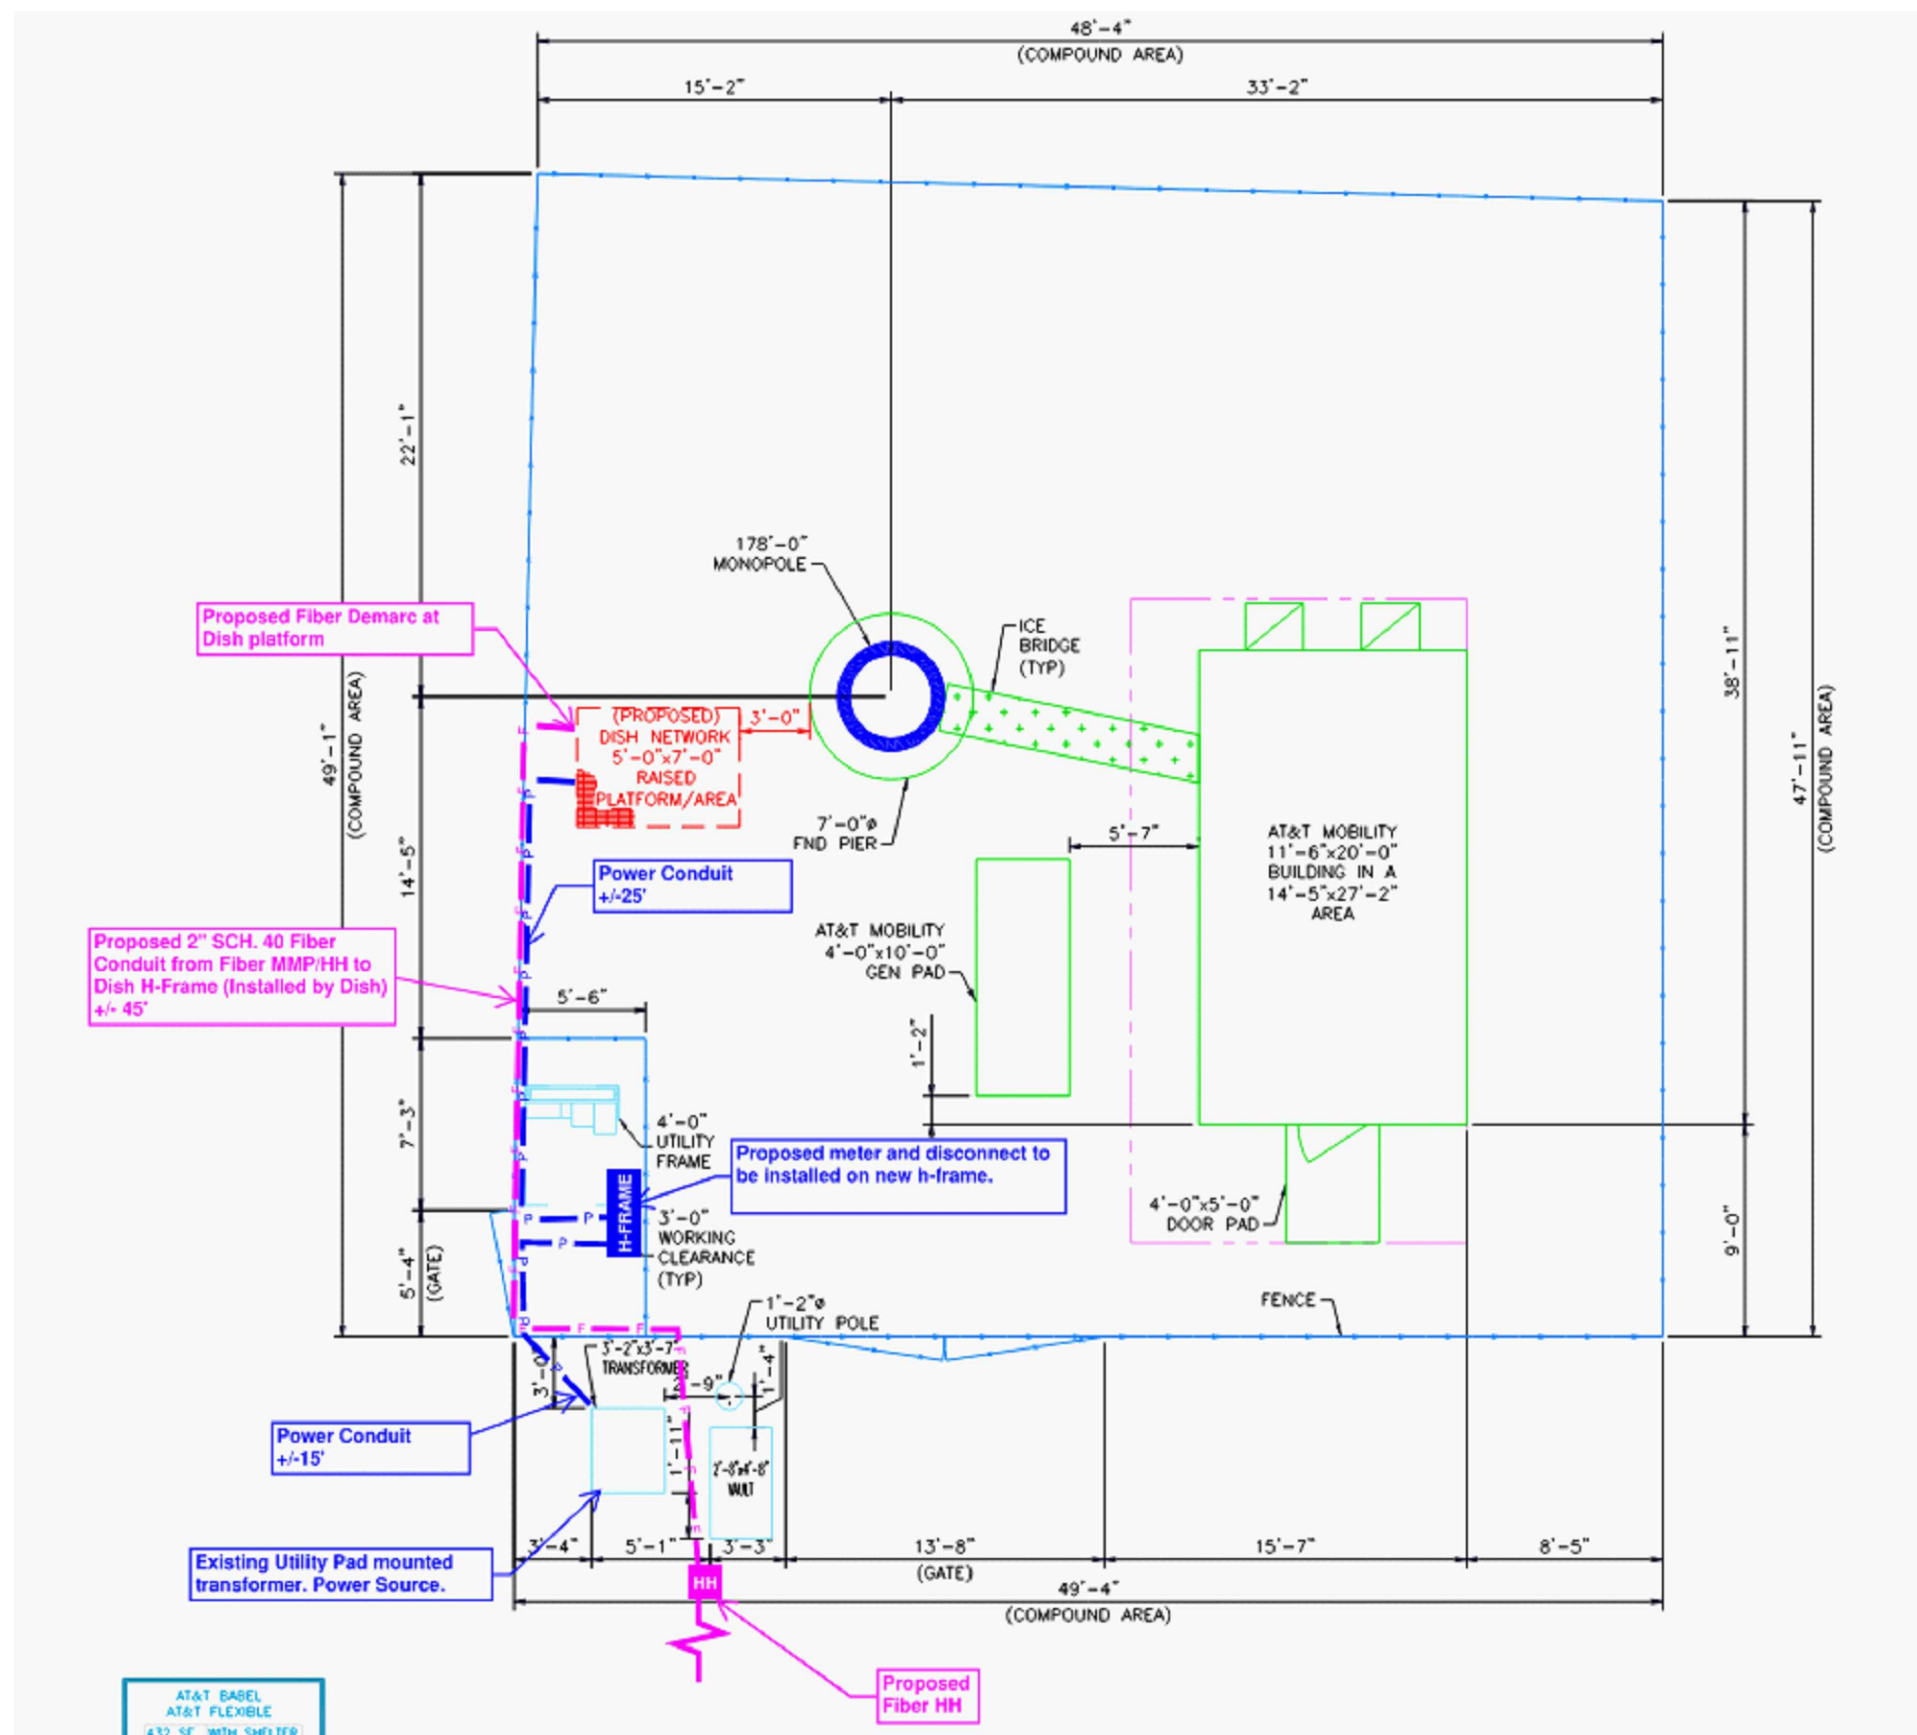 48'-4"
(COMPOUND AREA)
15'-2"
33'-2"
22'-1"
49'-1"
(COMPOUND AREA)
38'-11"
47'-11"
(COMPOUND AREA)
178'-0"
MONOPOLE
ICE
BRIDGE
(TYP)
Proposed Fiber Demarc at
Dish platform
(PROPOSED)
DISH NETWORK
5'-0"x7'-0"
RAISED
PLATFORM/AREA
3'-0"
7'-0"ø
FND PIER
5'-7"
AT&T MOBILITY
11'-6"x20'-0"
BUILDING IN A
14'-5"x27'-2"
AREA
14'-5"
Power Conduit
+/-25'
AT&T MOBILITY
4'-0"x10'-0"
GEN PAD
Proposed 2" SCH. 40 Fiber
Conduit from Fiber MMP/HH to
Dish H-Frame (Installed by Dish)
+/- 45'
5'-6"
1'-2"
7'-3"
4'-0"
UTILITY
FRAME
Proposed meter and disconnect to
be installed on new h-frame.
H-FRAME
P P
P
3'-0"
WORKING
CLEARANCE
(TYP)
4'-0"x5'-0"
DOOR PAD
9'-0"
5'-4"
(GATE)
1'-2"ø
UTILITY POLE
FENCE
F F
3'-2"x3'-7"
TRANSFORMER
3'-0"
-9"
1'-4"
Power Conduit
+/-15'
1'-11"
2'-8"x4'-8"
VAULT
Existing Utility Pad mounted
transformer. Power Source.
3'-4"
5'-1"
3'-3"
13'-8"
(GATE)
15'-7"
8'-5"
HH
49'-4"
(COMPOUND AREA)
Proposed
Fiber HH
AT&T BABEL
AT&T FLEXIBLE
432 SF WITH SHELTER